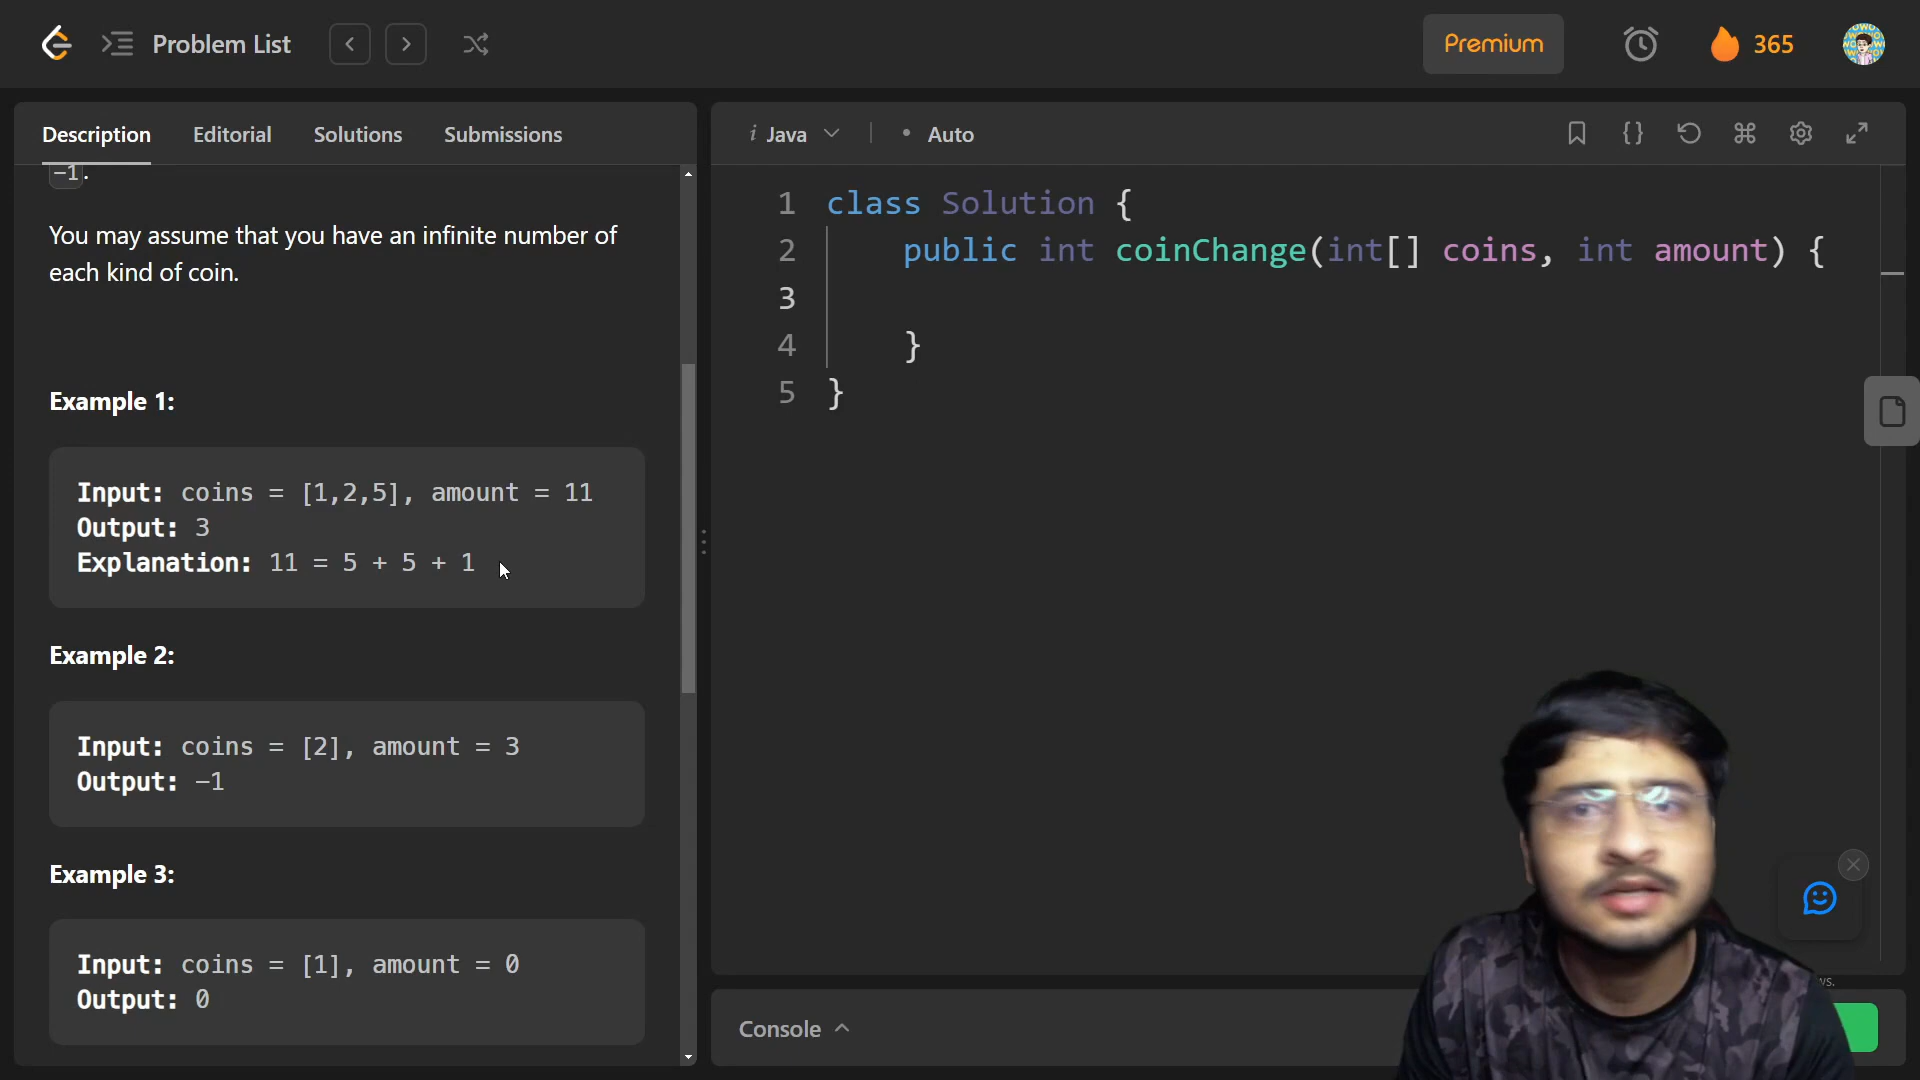 Problem List
Premium
365
Description Editorial Solutions Submissions
-1.
You may assume that you have an infinite number of
each kind of coin.
Example 1:
Input: coins = [1,2,5], amount = 11
Output: 3
Explanation: 11 = 5 + 5 + 1
Example 2:
Input: coins = [2], amount = 3
Output: -1
Example 3:
Input: coins = [1], amount = 0
Output: 0
i Java • Auto
1 class Solution {
2 public int coinChange(int[] coins, int amount) {
3
4 }
5 }
ws.
Console